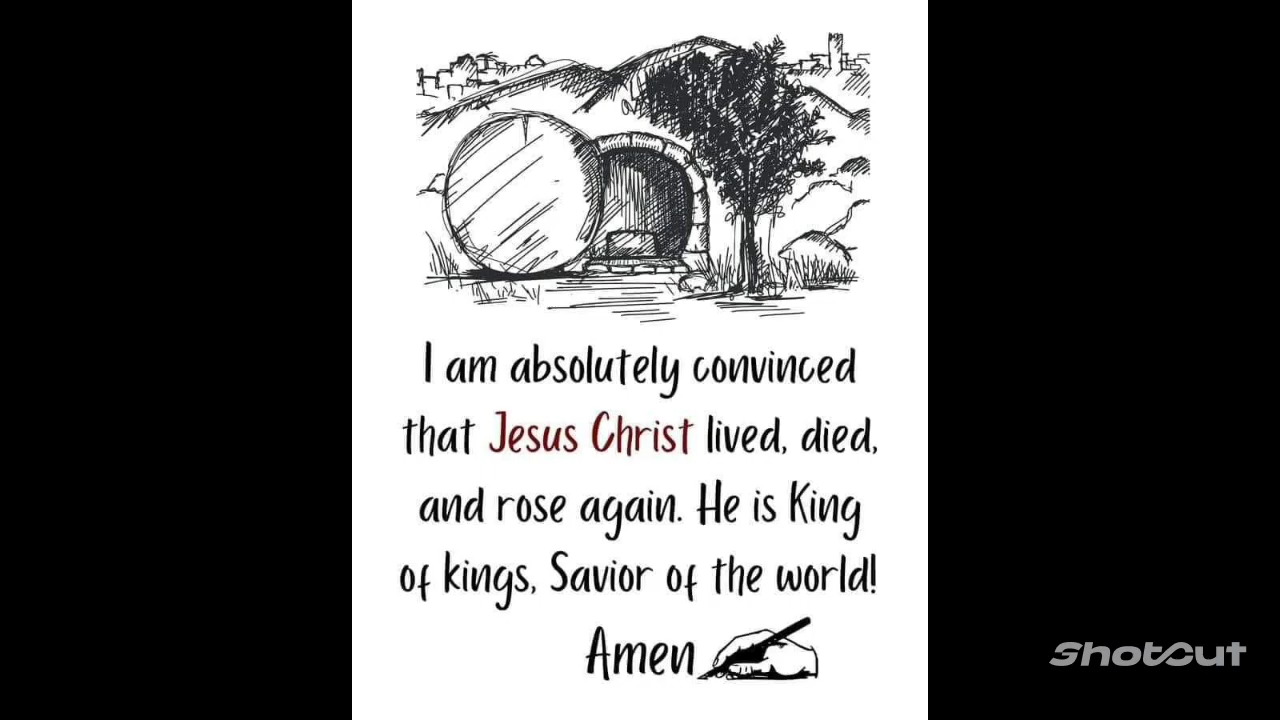 I am absolutely convinced
that Jesus Christ lived, died,
and rose again. He is King
of kings, Savior of the world!
Amen
ShotCut